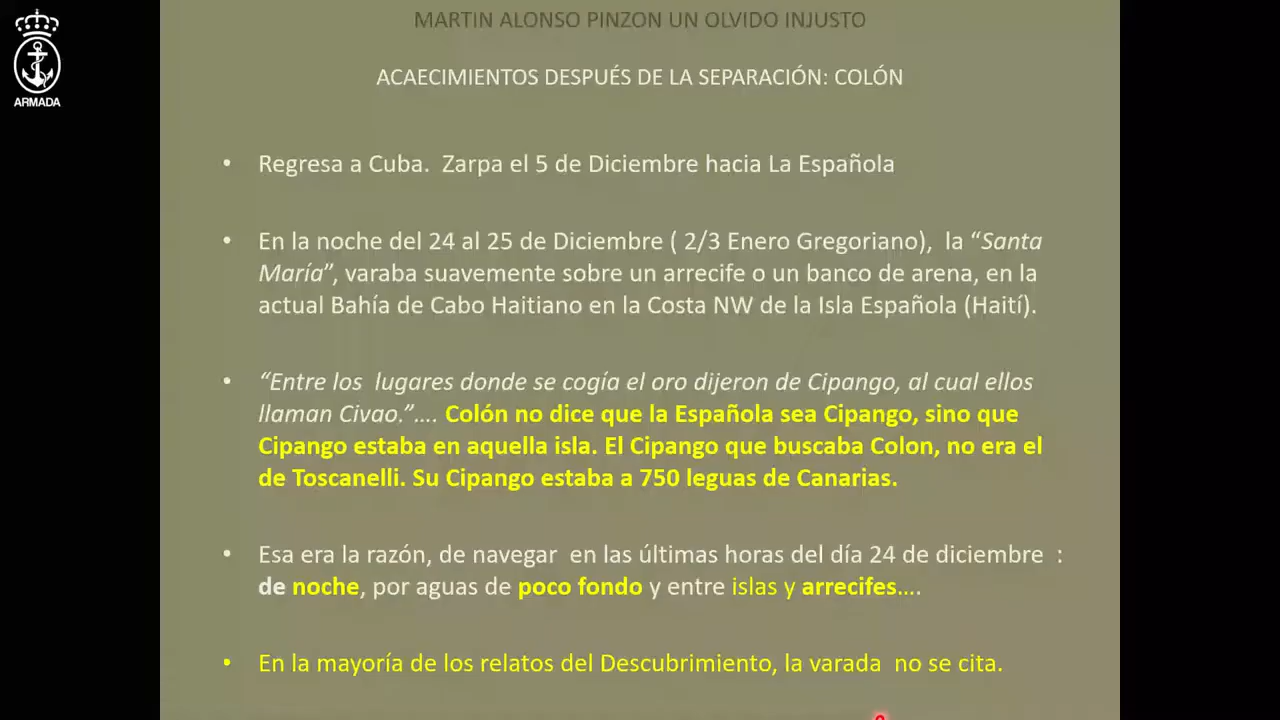 MARTIN ALONSO PINZON UN OLVIDO INJUSTO
ARMADA
ACAECIMIENTOS DESPUÉS DE LA SEPARACIÓN: COLÓN
• Regresa a Cuba. Zarpa el 5 de Diciembre hacia La Española
• En la noche del 24 al 25 de Diciembre ( 2/3 Enero Gregoriano), la “Santa
María”, varaba suavemente sobre un arrecife o un banco de arena, en la
actual Bahía de Cabo Haitiano en la Costa NW de la Isla Española (Haití).
• “Entre los lugares donde se cogía el oro dijeron de Cipango, al cual ellos
llaman Civao.”…. Colón no dice que la Española sea Cipango, sino que
Cipango estaba en aquella isla. El Cipango que buscaba Colon, no era el
de Toscanelli. Su Cipango estaba a 750 leguas de Canarias.
• Esa era la razón, de navegar en las últimas horas del día 24 de diciembre :
de noche, por aguas de poco fondo y entre islas y arrecifes….
• En la mayoría de los relatos del Descubrimiento, la varada no se cita.